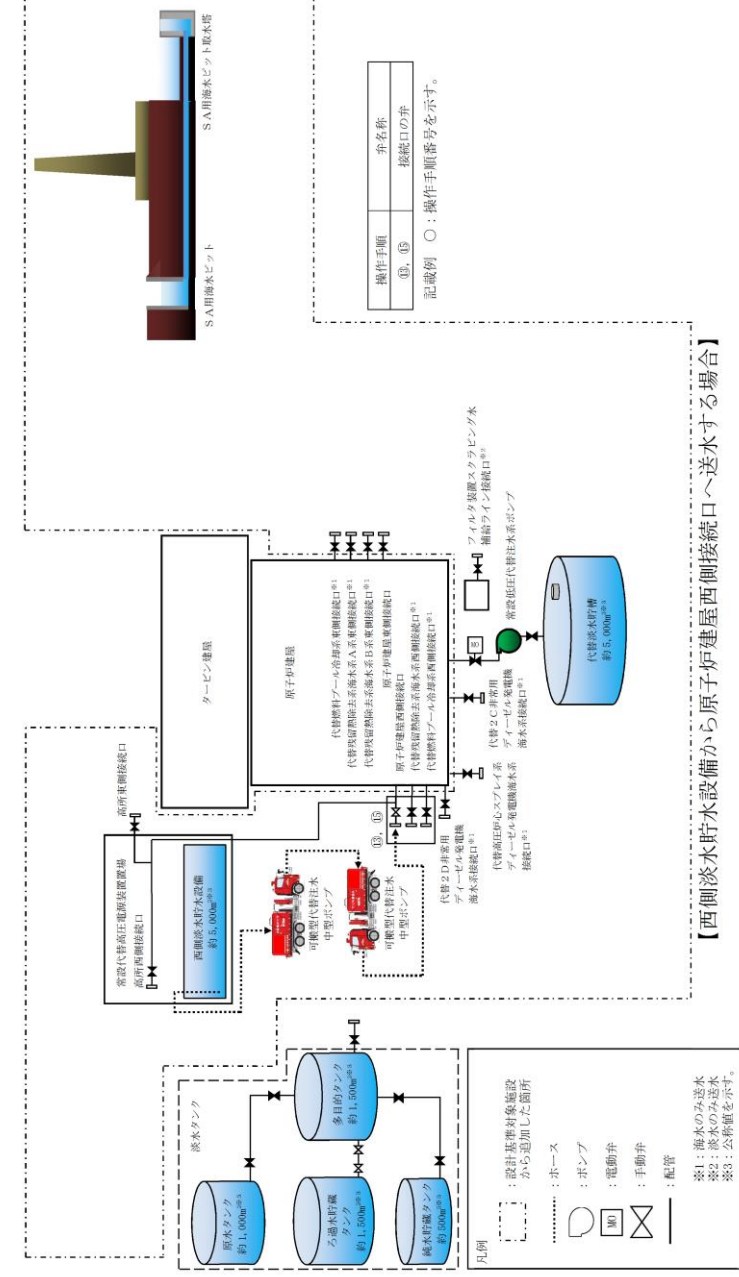 SA用海水ピット取水塔
SA用海水ピット
操作手順
弁名称
⑬，⑮
接続口の弁
記載例　○：操作手順番号を示す。
タービン建屋
原子炉建屋
代替燃料プール冷却系東側接続口※1
代替残留熱除去系海水系A系東側接続口※1
代替残留熱除去系海水系B系東側接続口※1
原子炉建屋東側接続口
原子炉建屋西側接続口
代替残留熱除去系海水系西側接続口※1
代替燃料プール冷却系西側接続口※1
フィルタ装置スクラビング水
補給ライン接続口※2
常設低圧代替注水系ポンプ
MO
代替淡水貯槽
約5,000m³※3
代替2C非常用
ディーゼル発電機
海水系接続口※1
代替高圧炉心スプレイ系
ディーゼル発電機海水系
接続口※1
代替2D非常用
ディーゼル発電機
海水系接続口※1
⑬，⑮
高所東側接続口
常設代替高圧電源装置置場
高所西側接続口
西側淡水貯水設備
約5,000m³※3
可搬型代替注水
中型ポンプ
可搬型代替注水
中型ポンプ
淡水タンク
原水タンク
約1,000m³※3
ろ過水貯蔵
タンク
約1,500m³※3
純水貯蔵タンク
約500m³※3
多目的タンク
約1,500m³※3
凡例
：設計基準対象施設
から追加した箇所
：ホース
：ポンプ
MO
：電動弁
：手動弁
：配管
※1：海水のみ送水
※2：淡水のみ送水
※3：公称値を示す。
【西側淡水貯水設備から原子炉建屋西側接続口へ送水する場合】